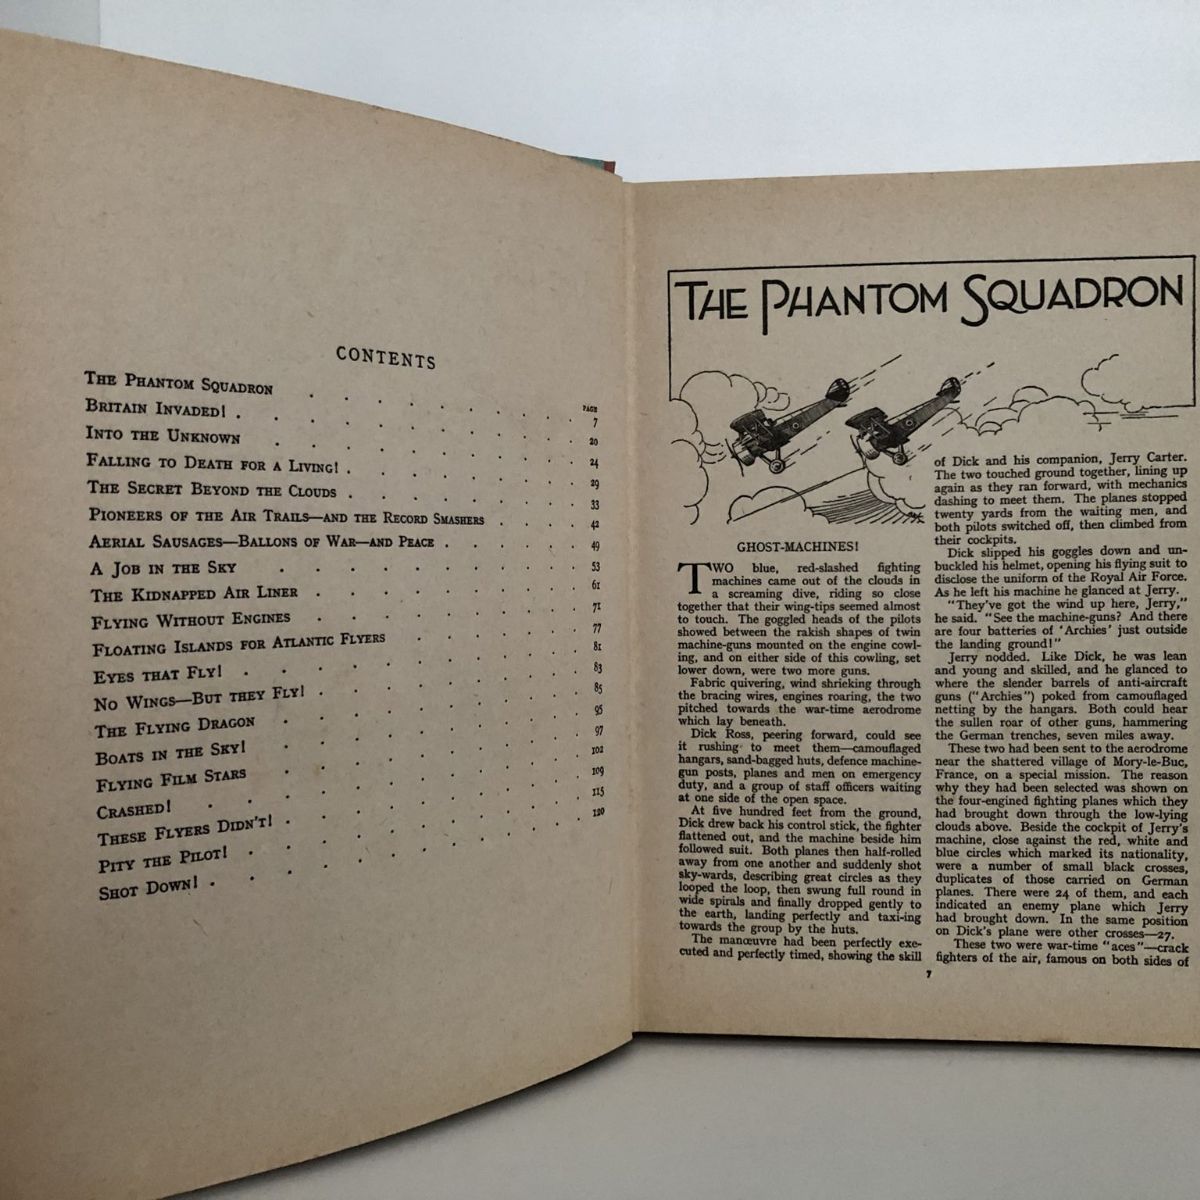 CONTENTS
PAGE
THE PHANTOM SQUADRON . . . . . . . . 7
BRITAIN INVADED! . . . . . . . . . 20
INTO THE UNKNOWN . . . . . . . . 24
FALLING TO DEATH FOR A LIVING! . . . . . . . 29
THE SECRET BEYOND THE CLOUDS . . . . . . . 33
PIONEERS OF THE AIR TRAILS—AND THE RECORD SMASHERS . . . 42
AERIAL SAUSAGES—BALLONS OF WAR—AND PEACE . . . . . 49
A JOB IN THE SKY . . . . . . . . 53
THE KIDNAPPED AIR LINER . . . . . . . . 61
FLYING WITHOUT ENGINES . . . . . . . . 71
FLOATING ISLANDS FOR ATLANTIC FLYERS . . . . . . 77
EYES THAT FLY! . . . . . . . . . 81
NO WINGS—BUT THEY FLY! . . . . . . . 83
THE FLYING DRAGON . . . . . . . . 85
BOATS IN THE SKY! . . . . . . . . 95
FLYING FILM STARS . . . . . . . . 97
CRASHED! . . . . . . . . . . 102
THESE FLYERS DIDN'T! . . . . . . . . 109
PITY THE PILOT! . . . . . . . . . 115
SHOT DOWN! . . . . . . . . . . 120
THE PHANTOM SQUADRON
GHOST-MACHINES!
TWO blue, red-slashed fighting
machines came out of the clouds in
a screaming dive, riding so close
together that their wing-tips seemed almost
to touch. The goggled heads of the pilots
showed between the rakish shapes of twin
machine-guns mounted on the engine cowl-
ing, and on either side of this cowling, set
lower down, were two more guns.
Fabric quivering, wind shrieking through
the bracing wires, engines roaring, the two
pitched towards the war-time aerodrome
which lay beneath.
Dick Ross, peering forward, could see
it rushing to meet them—camouflaged
hangars, sand-bagged huts, defence machine-
gun posts, planes and men on emergency
duty, and a group of staff officers waiting
at one side of the open space.
At five hundred feet from the ground,
Dick drew back his control stick, the fighter
flattened out, and the machine beside him
followed suit. Both planes then half-rolled
away from one another and suddenly shot
sky-wards, describing great circles as they
looped the loop, then swung full round in
wide spirals and finally dropped gently to
the earth, landing perfectly and taxi-ing
towards the group by the huts.
The manœuvre had been perfectly exe-
cuted and perfectly timed, showing the skill
of Dick and his companion, Jerry Carter.
The two touched ground together, lining up
again as they ran forward, with mechanics
dashing to meet them. The planes stopped
twenty yards from the waiting men, and
both pilots switched off, then climbed from
their cockpits.
Dick slipped his goggles down and un-
buckled his helmet, opening his flying suit to
disclose the uniform of the Royal Air Force.
As he left his machine he glanced at Jerry.
"They've got the wind up here, Jerry,"
he said. "See the machine-guns? And there
are four batteries of 'Archies' just outside
the landing ground!"
Jerry nodded. Like Dick, he was lean
and young and skilled, and he glanced to
where the slender barrels of anti-aircraft
guns ("Archies") poked from camouflaged
netting by the hangars. Both could hear
the sullen roar of other guns, hammering
the German trenches, seven miles away.
These two had been sent to the aerodrome
near the shattered village of Mory-le-Buc,
France, on a special mission. The reason
why they had been selected was shown on
the four-engined fighting planes which they
had brought down through the low-lying
clouds above. Beside the cockpit of Jerry's
machine, close against the red, white and
blue circles which marked its nationality,
were a number of small black crosses,
duplicates of those carried on German
planes. There were 24 of them, and each
indicated an enemy plane which Jerry
had brought down. In the same position
on Dick's plane were other crosses—27.
These two were war-time "aces"—crack
fighters of the air, famous on both sides of
7